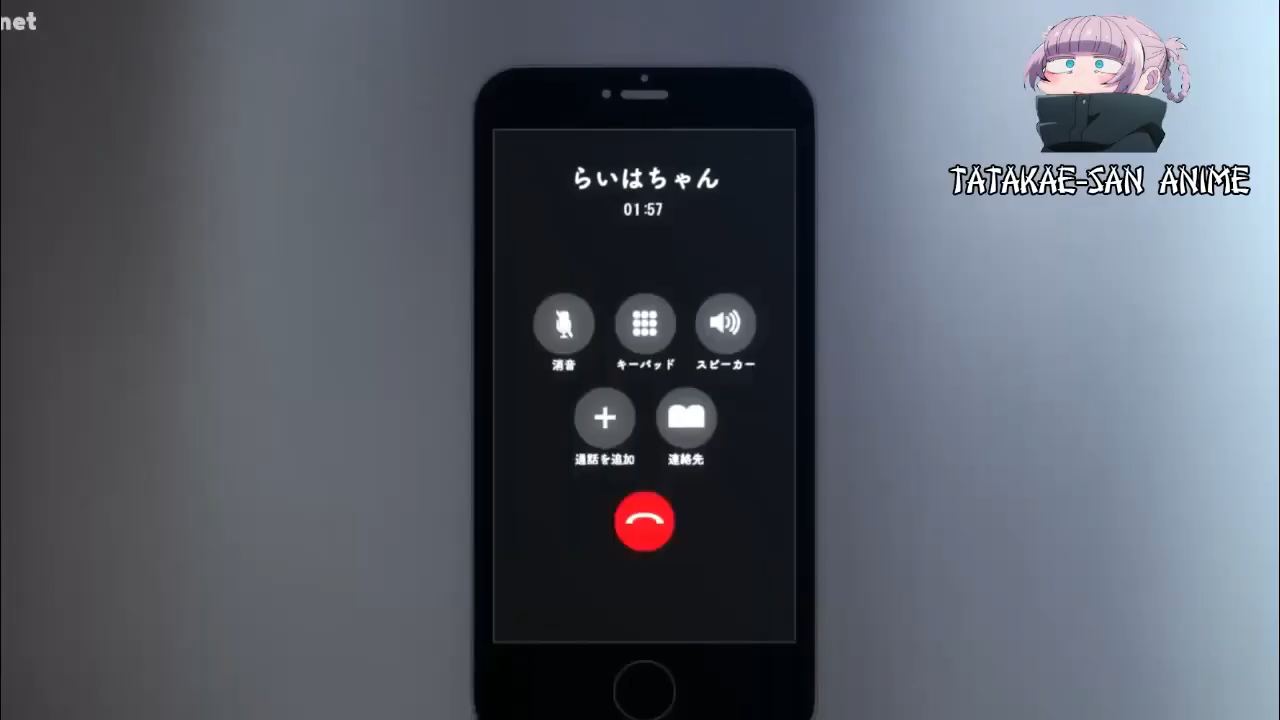 net
TATAKAE-SAN ANIME
らいはちゃん
01:57
消音
キーパッド
スピーカー
通話を追加
連絡先